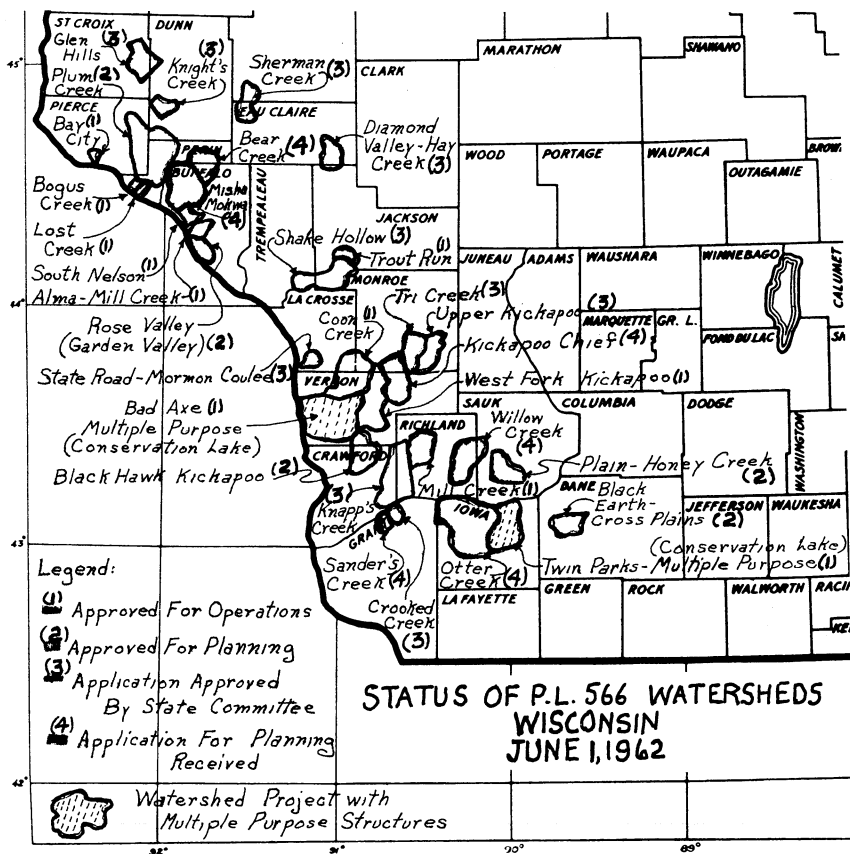 ST CROIX
DUNN
Glen (3)
Hills
(3)
Knight's
Creek
Sherman
Creek (3)
MARATHON
SHAWANO
45°
CLARK
Plum (2)
Creek
PIERCE
EAU CLAIRE
Bay (1)
City
PEPIN
Bear (4)
Creek
Diamond
Valley-Hay
Creek (3)
WOOD
PORTAGE
WAUPACA
BROWN
BUFFALO
OUTAGAMIE
Bogus
Creek (1)
Misha
Mokwa
(4)
TREMPEALEAU
JACKSON
Lost
Creek (1)
Shake Hollow (3)
(1)
Trout Run
JUNEAU
ADAMS
WAUSHARA
WINNEBAGO
CALUMET
South Nelson (1)
MONROE
Alma-Mill Creek-(1)
LA CROSSE
44°
Tri Creek (3)
Upper Kickapoo
(3)
Rose Valley
(Garden Valley) (2)
Coon (1)
Creek
MARQUETTE
GR. L.
Kickapoo Chief (4)
FOND DU LAC
SH
State Road-Mormon Coulee (3)
VERNON
West Fork Kickapoo (1)
Bad Axe (1)
Multiple Purpose
(Conservation Lake)
SAUK
COLUMBIA
DODGE
RICHLAND
Willow
Creek
(4)
WASHINGTON
CRAWFORD
Black Hawk Kickapoo (2)
Plain-Honey Creek
(2)
(3)
Knapp's
Creek
Mill Creek (1)
DANE
Black
Earth-
Cross Plains (2)
JEFFERSON
WAUKESHA
IOWA
GRANT
43°
(Conservation Lake)
Sander's
Creek (4)
Otter
Creek (4)
Twin Parks-Multiple Purpose (1)
Crooked
Creek
(3)
LA FAYETTE
GREEN
ROCK
WALWORTH
RACIN
KE
Legend:
(1)
Approved For Operations
(2)
Approved For Planning
(3)
Application Approved
By State Committee
(4)
Application For Planning
Received
STATUS OF P.L. 566 WATERSHEDS
WISCONSIN
JUNE 1, 1962
42°
Watershed Project with
Multiple Purpose Structures
92°
91°
90°
89°